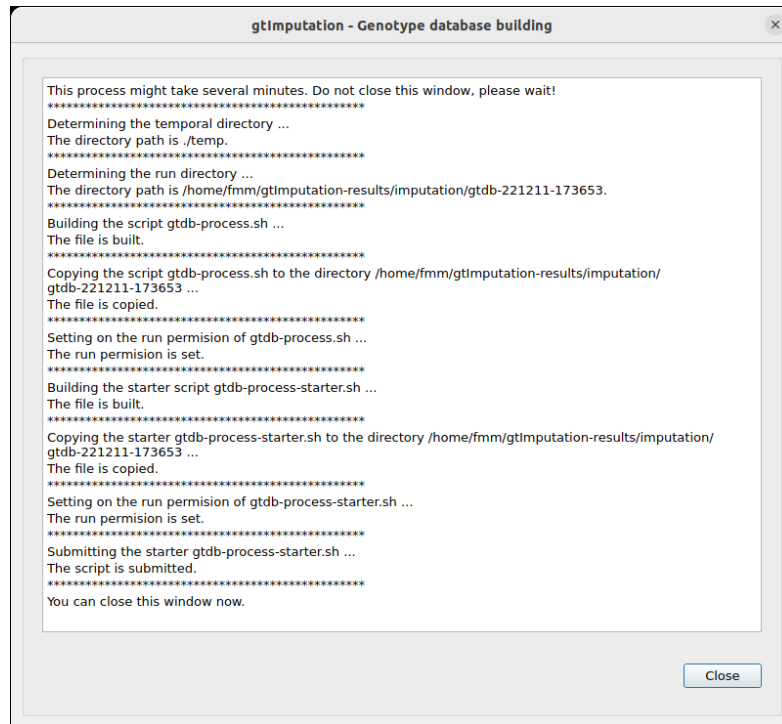 gtImputation - Genotype database building
This process might take several minutes. Do not close this window, please wait!
**************************************************
Determining the temporal directory ...
The directory path is ./temp.
**************************************************
Determining the run directory ...
The directory path is /home/fmm/gtImputation-results/imputation/gtdb-221211-173653.
**************************************************
Building the script gtdb-process.sh ...
The file is built.
**************************************************
Copying the script gtdb-process.sh to the directory /home/fmm/gtImputation-results/imputation/
gtdb-221211-173653 ...
The file is copied.
**************************************************
Setting on the run permision of gtdb-process.sh ...
The run permision is set.
**************************************************
Building the starter script gtdb-process-starter.sh ...
The file is built.
**************************************************
Copying the starter gtdb-process-starter.sh to the directory /home/fmm/gtImputation-results/imputation/
gtdb-221211-173653 ...
The file is copied.
**************************************************
Setting on the run permision of gtdb-process-starter.sh ...
The run permision is set.
**************************************************
Submitting the starter gtdb-process-starter.sh ...
The script is submitted.
**************************************************
You can close this window now.
Close